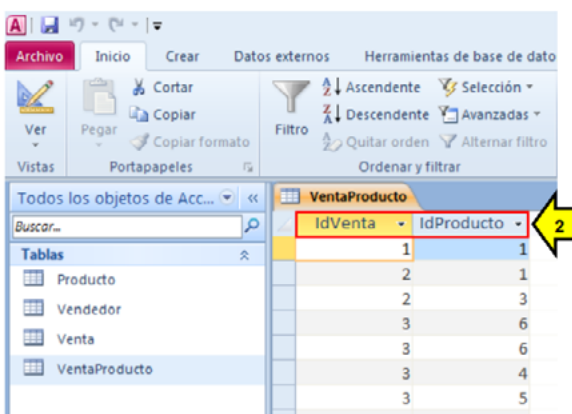 A
Archivo Inicio Crear Datos externos Herramientas de base de dato
Ver
Pegar
Cortar
Copiar
Copiar formato
Filtro
Ascendente
Descendente
Quitar orden
Selección
Avanzadas
Alternar filtro
Vistas Portapapeles Ordenar y filtrar
Todos los objetos de Acc... «
Buscar...
Tablas
Producto
Vendedor
Venta
VentaProducto
VentaProducto
IdVenta IdProducto
2
1 1
2 1
2 3
3 6
3 6
3 4
3 5